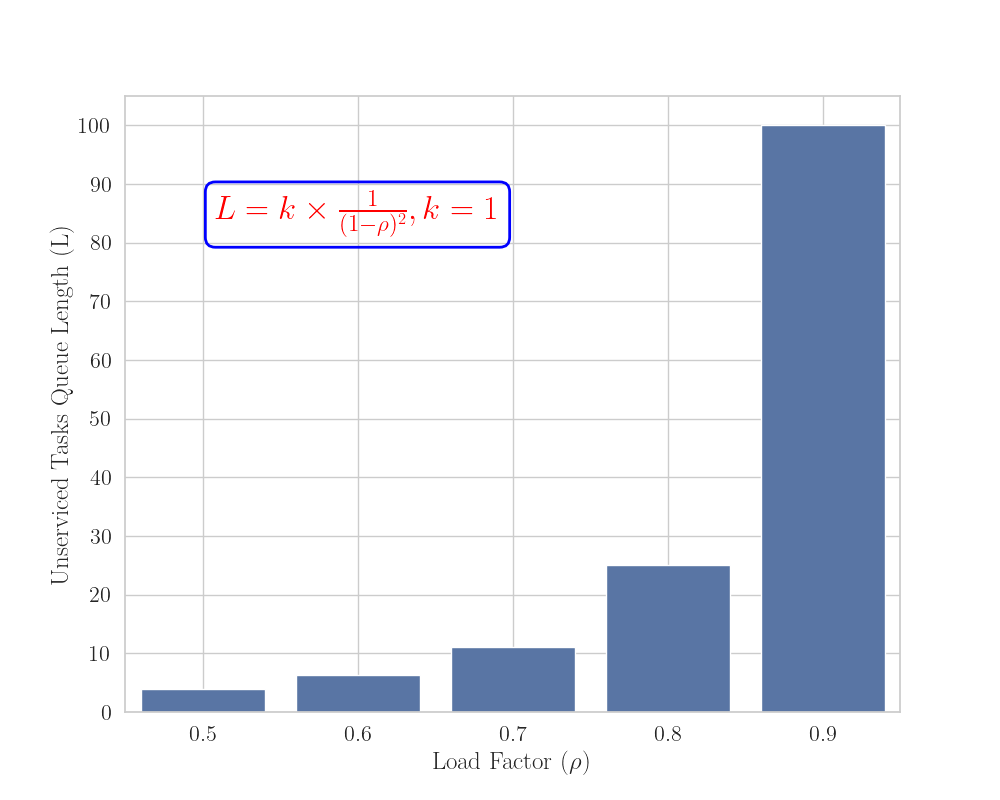 100
90
80
70
60
50
40
30
20
10
0
Unserviced Tasks Queue Length (L)
L = k × 1/(1−ρ)², k = 1
0.5 0.6 0.7 0.8 0.9
Load Factor (ρ)